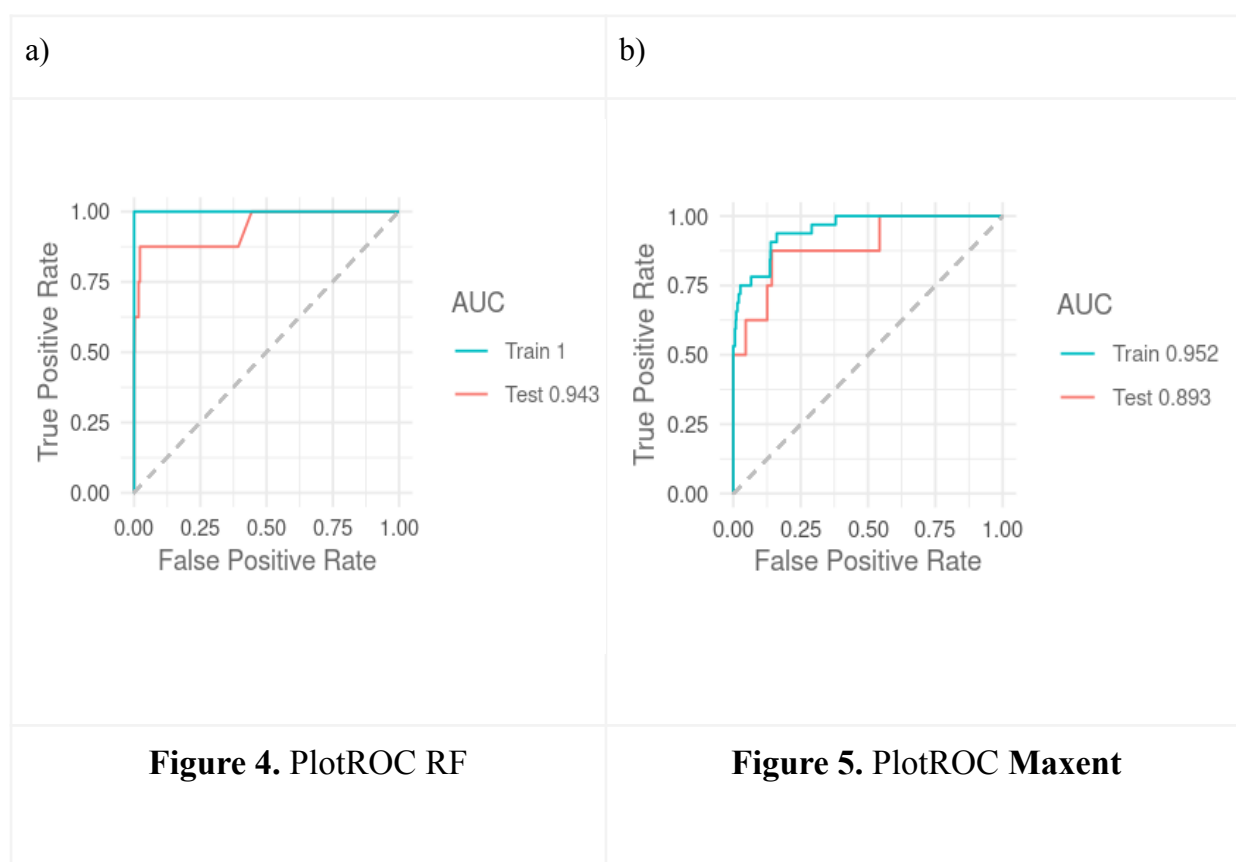 a)
b)
1.00
0.75
0.50
0.25
0.00
True Positive Rate
0.00 0.25 0.50 0.75 1.00
False Positive Rate
AUC
Train 1
Test 0.943
1.00
0.75
0.50
0.25
0.00
True Positive Rate
0.00 0.25 0.50 0.75 1.00
False Positive Rate
AUC
Train 0.952
Test 0.893
Figure 4. PlotROC RF
Figure 5. PlotROC Maxent